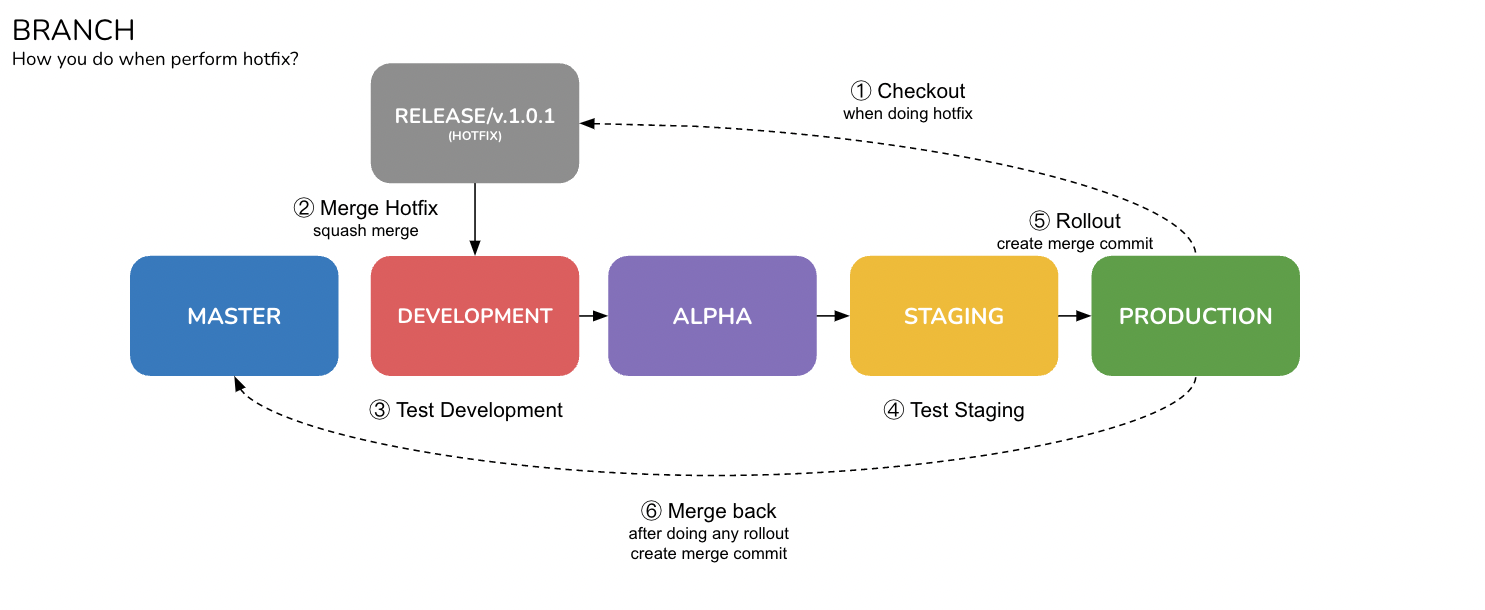 BRANCH
How you do when perform hotfix?
RELEASE/v.1.0.1
(HOTFIX)
① Checkout
when doing hotfix
② Merge Hotfix
squash merge
⑤ Rollout
create merge commit
MASTER
DEVELOPMENT
ALPHA
STAGING
PRODUCTION
③ Test Development
④ Test Staging
⑥ Merge back
after doing any rollout
create merge commit